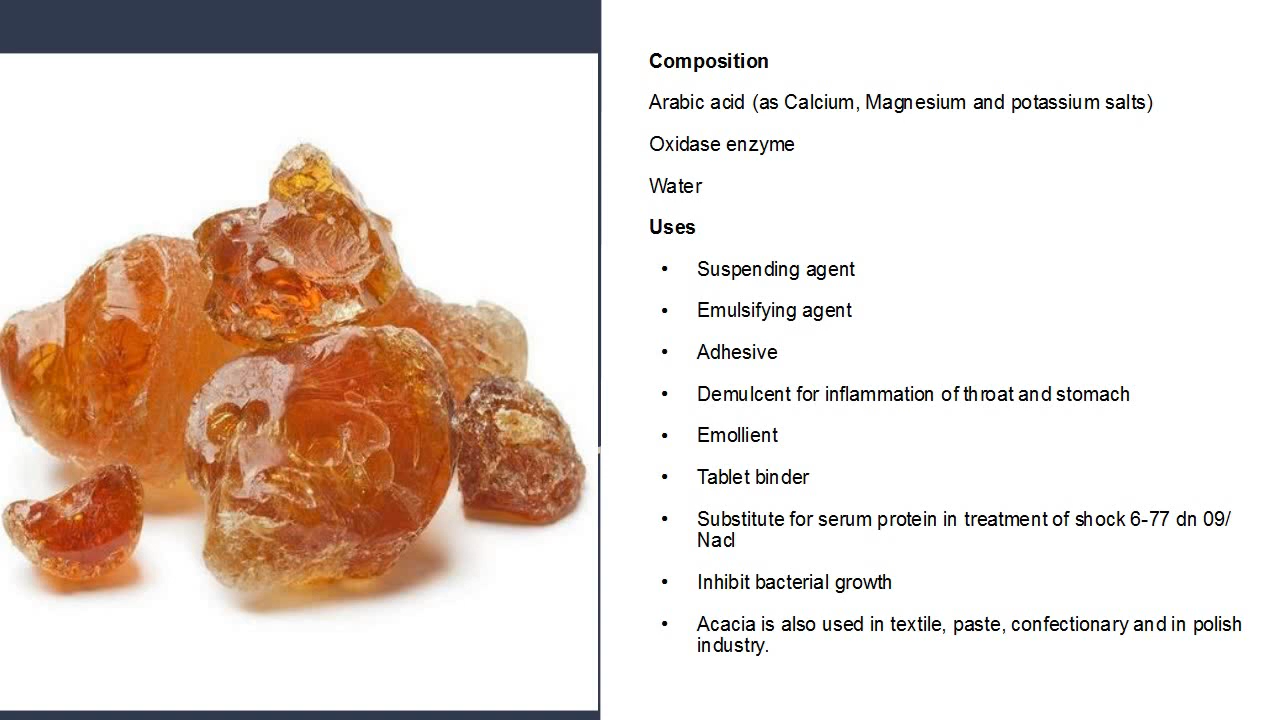 Composition
Arabic acid (as Calcium, Magnesium and potassium salts)
Oxidase enzyme
Water
Uses
• Suspending agent
• Emulsifying agent
• Adhesive
• Demulcent for inflammation of throat and stomach
• Emollient
• Tablet binder
• Substitute for serum protein in treatment of shock 6-77 dn 09/
Nacl
• Inhibit bacterial growth
• Acacia is also used in textile, paste, confectionary and in polish
industry.